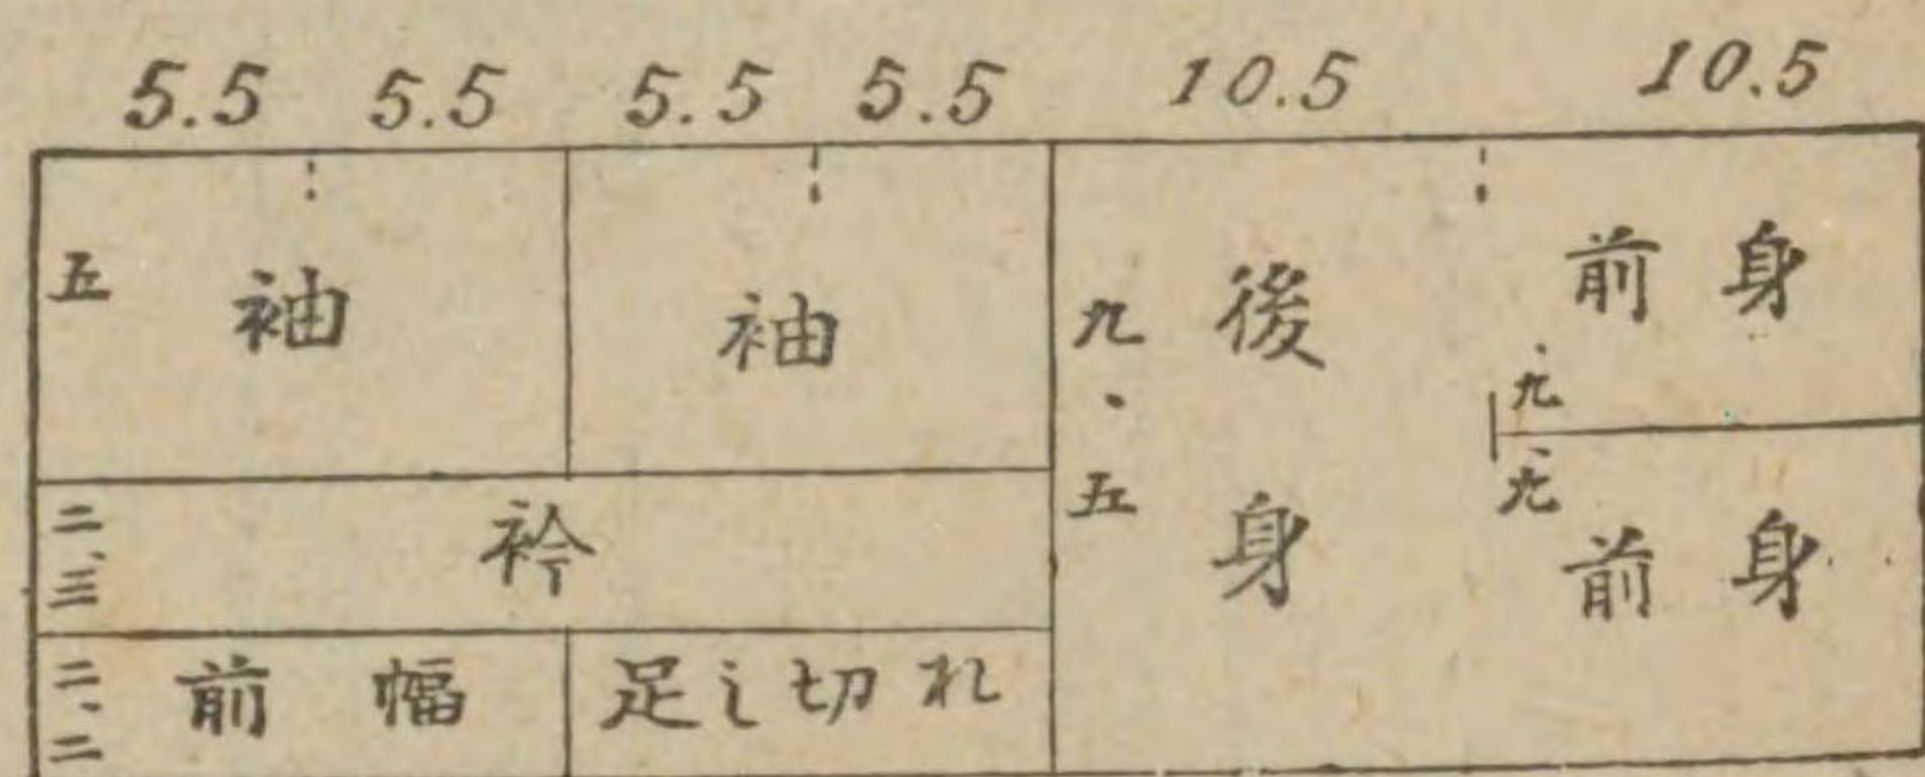 5.5 5.5 5.5 5.5 10.5 10.5
五 袖
袖
九・五
後身
前身
.九
.九
前身
二、三
衿
二、二
前幅 足し切れ